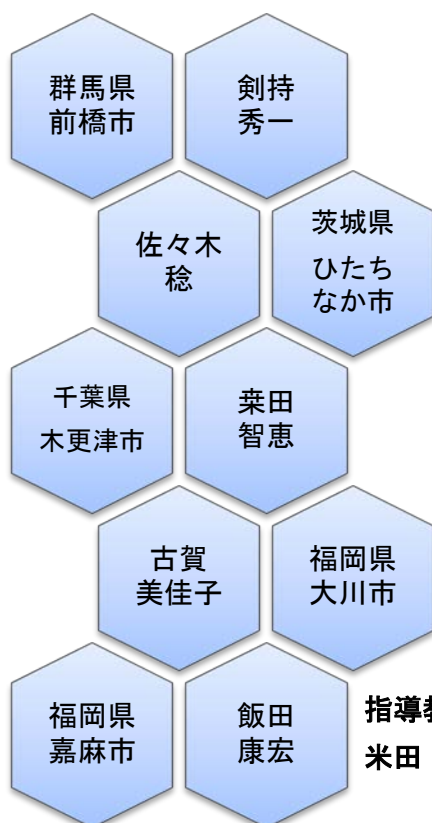 群馬県
前橋市
剣持
秀一
佐々木
稔
茨城県
ひたち
なか市
千葉県
木更津市
桒田
智恵
古賀
美佳子
福岡県
大川市
福岡県
嘉麻市
飯田
康宏
指導教
米田